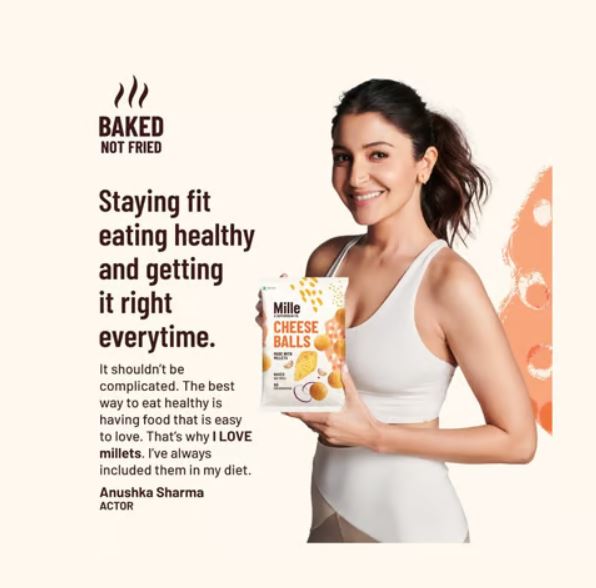 BAKED
NOT FRIED
Staying fit
eating healthy
and getting
it right
everytime.
It shouldn't be
complicated. The best
way to eat healthy is
having food that is easy
to love. That's why I LOVE
millets. I've always
included them in my diet.
Anushka Sharma
ACTOR
Mille
CHEESE
BALLS
MADE WITH
MILLETS
BAKED